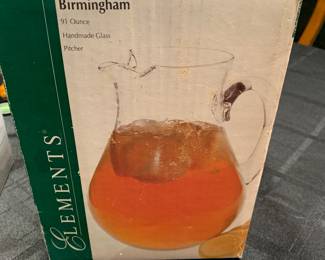 Birmingham
91 Ounce
Handmade Glass
Pitcher
ELEMENTS®